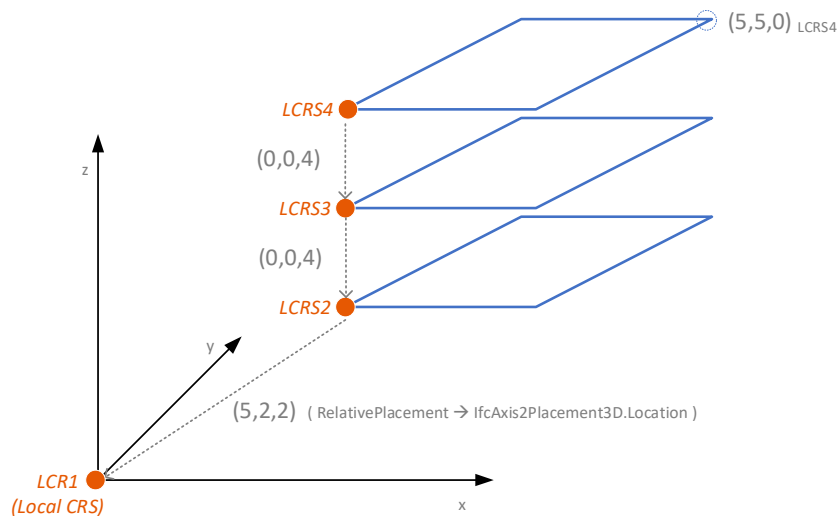 (5,5,0) LCRS4
LCRS4
(0,0,4)
z
LCRS3
(0,0,4)
LCRS2
y
(5,2,2) ( RelativePlacement → IfcAxis2Placement3D.Location )
LCR1
(Local CRS)
x